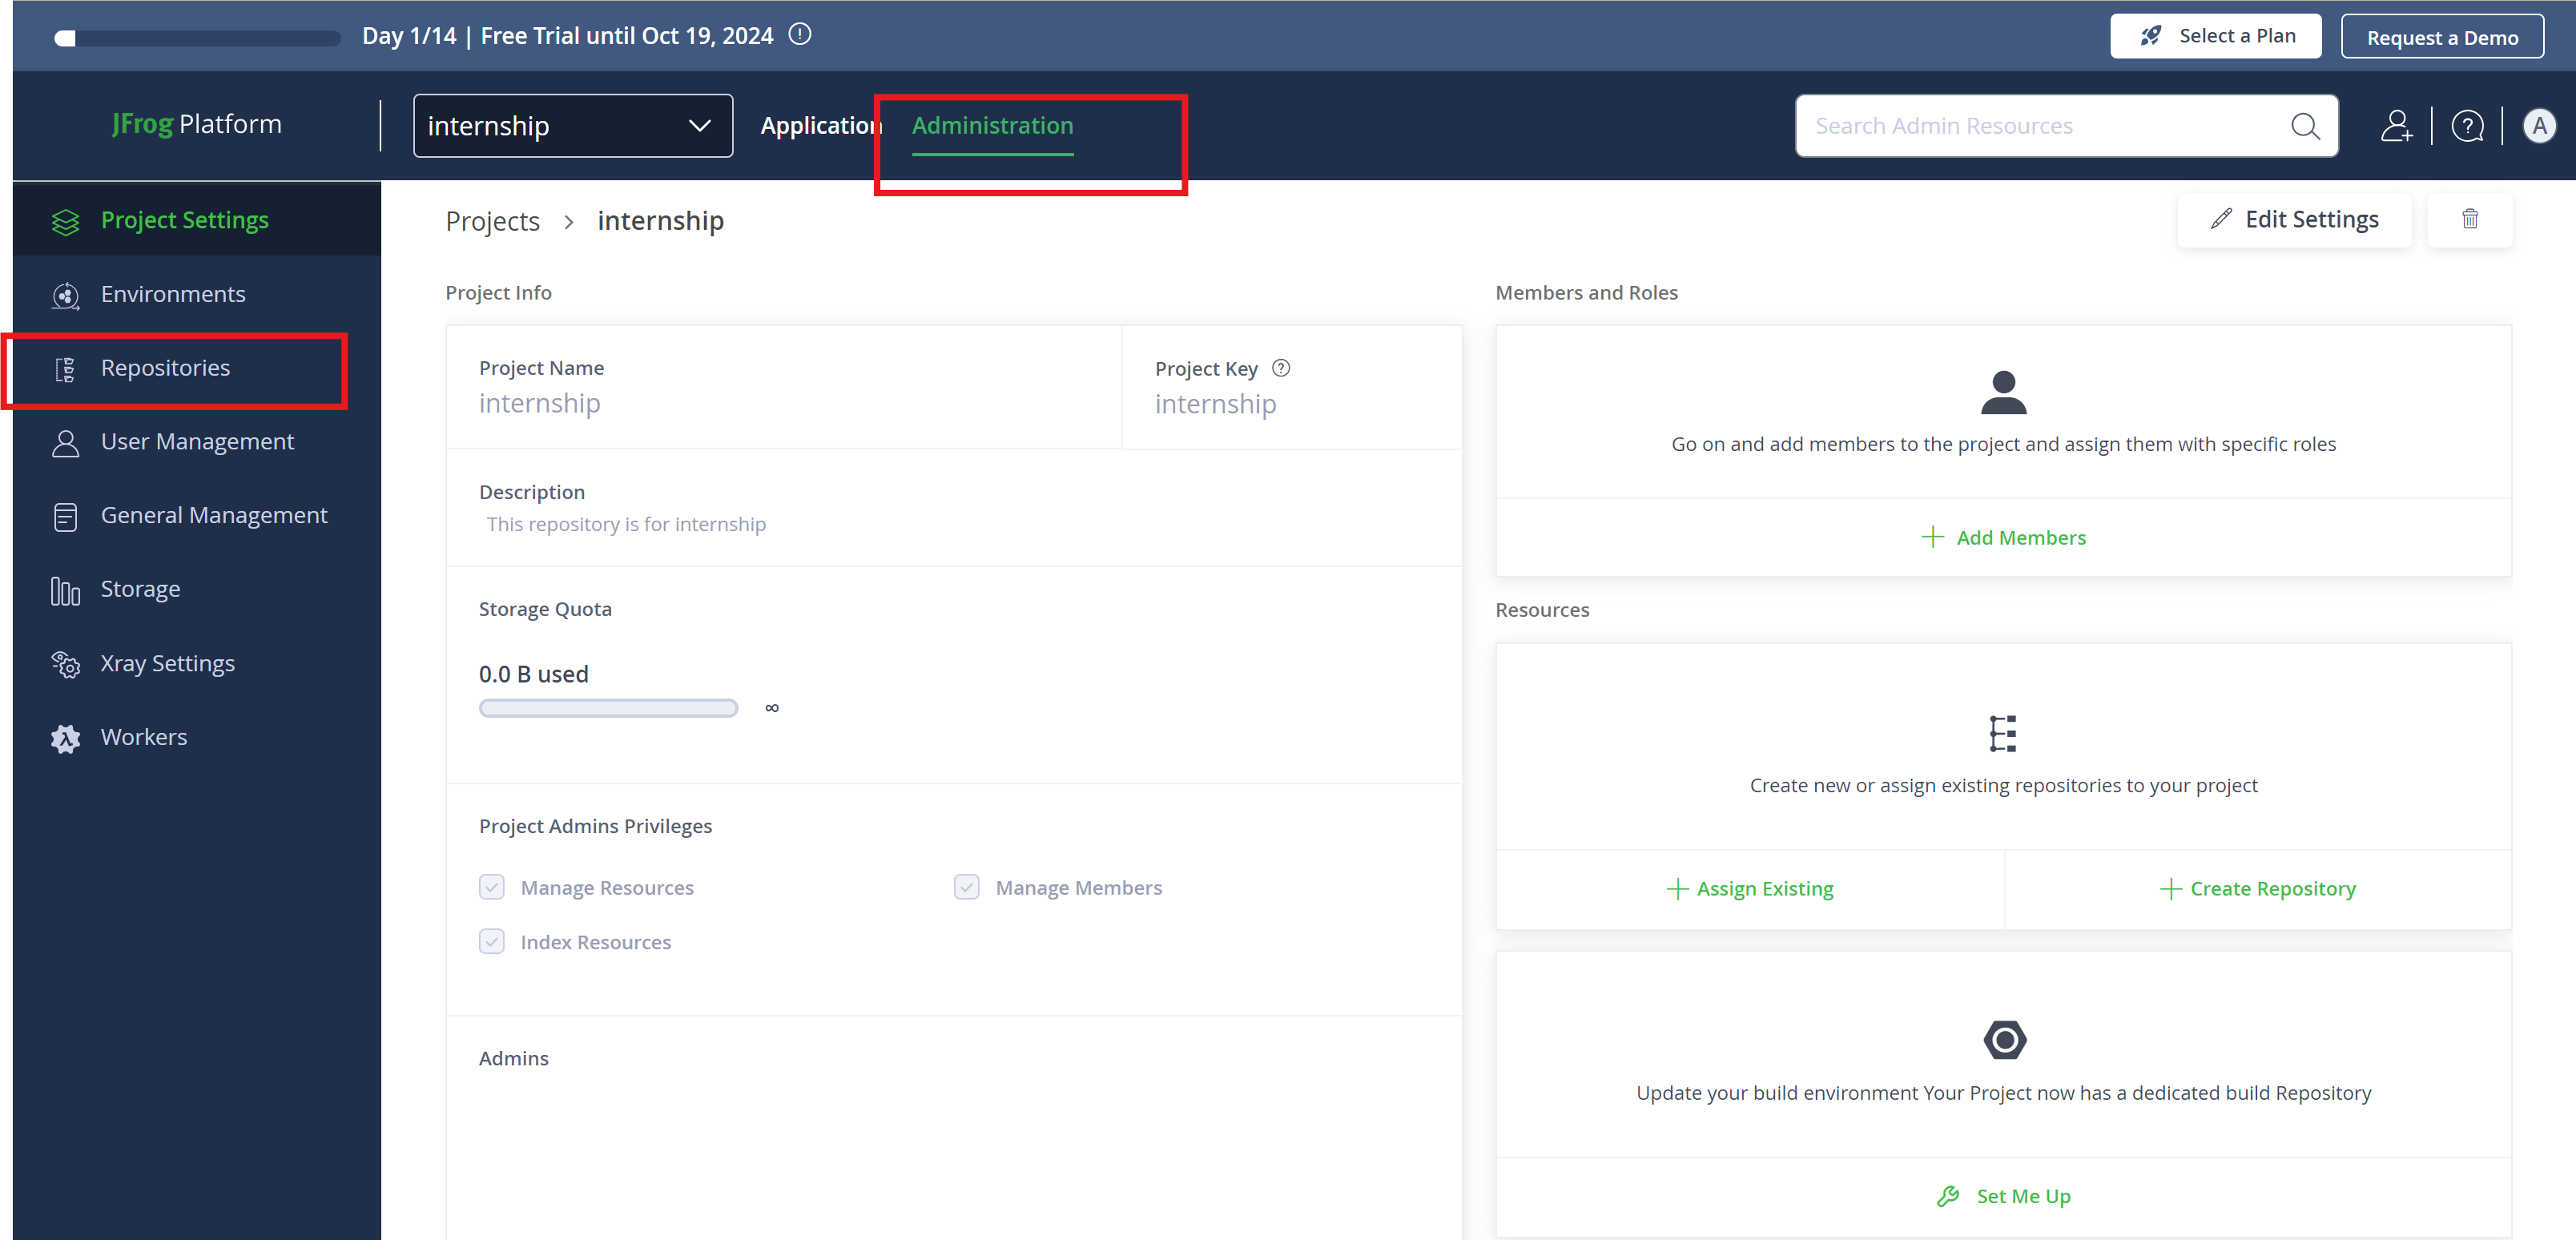 Day 1/14 | Free Trial until Oct 19, 2024
Select a Plan
Request a Demo
JFrog Platform
internship
Application
Administration
Search Admin Resources
A
Project Settings
Environments
Repositories
User Management
General Management
Storage
Xray Settings
Workers
Projects > internship
Edit Settings
Project Info
Project Name
internship
Project Key
internship
Description
This repository is for internship
Storage Quota
0.0 B used
∞
Project Admins Privileges
Manage Resources
Manage Members
Index Resources
Admins
Members and Roles
Go on and add members to the project and assign them with specific roles
+ Add Members
Resources
Create new or assign existing repositories to your project
+ Assign Existing
+ Create Repository
Update your build environment Your Project now has a dedicated build Repository
Set Me Up